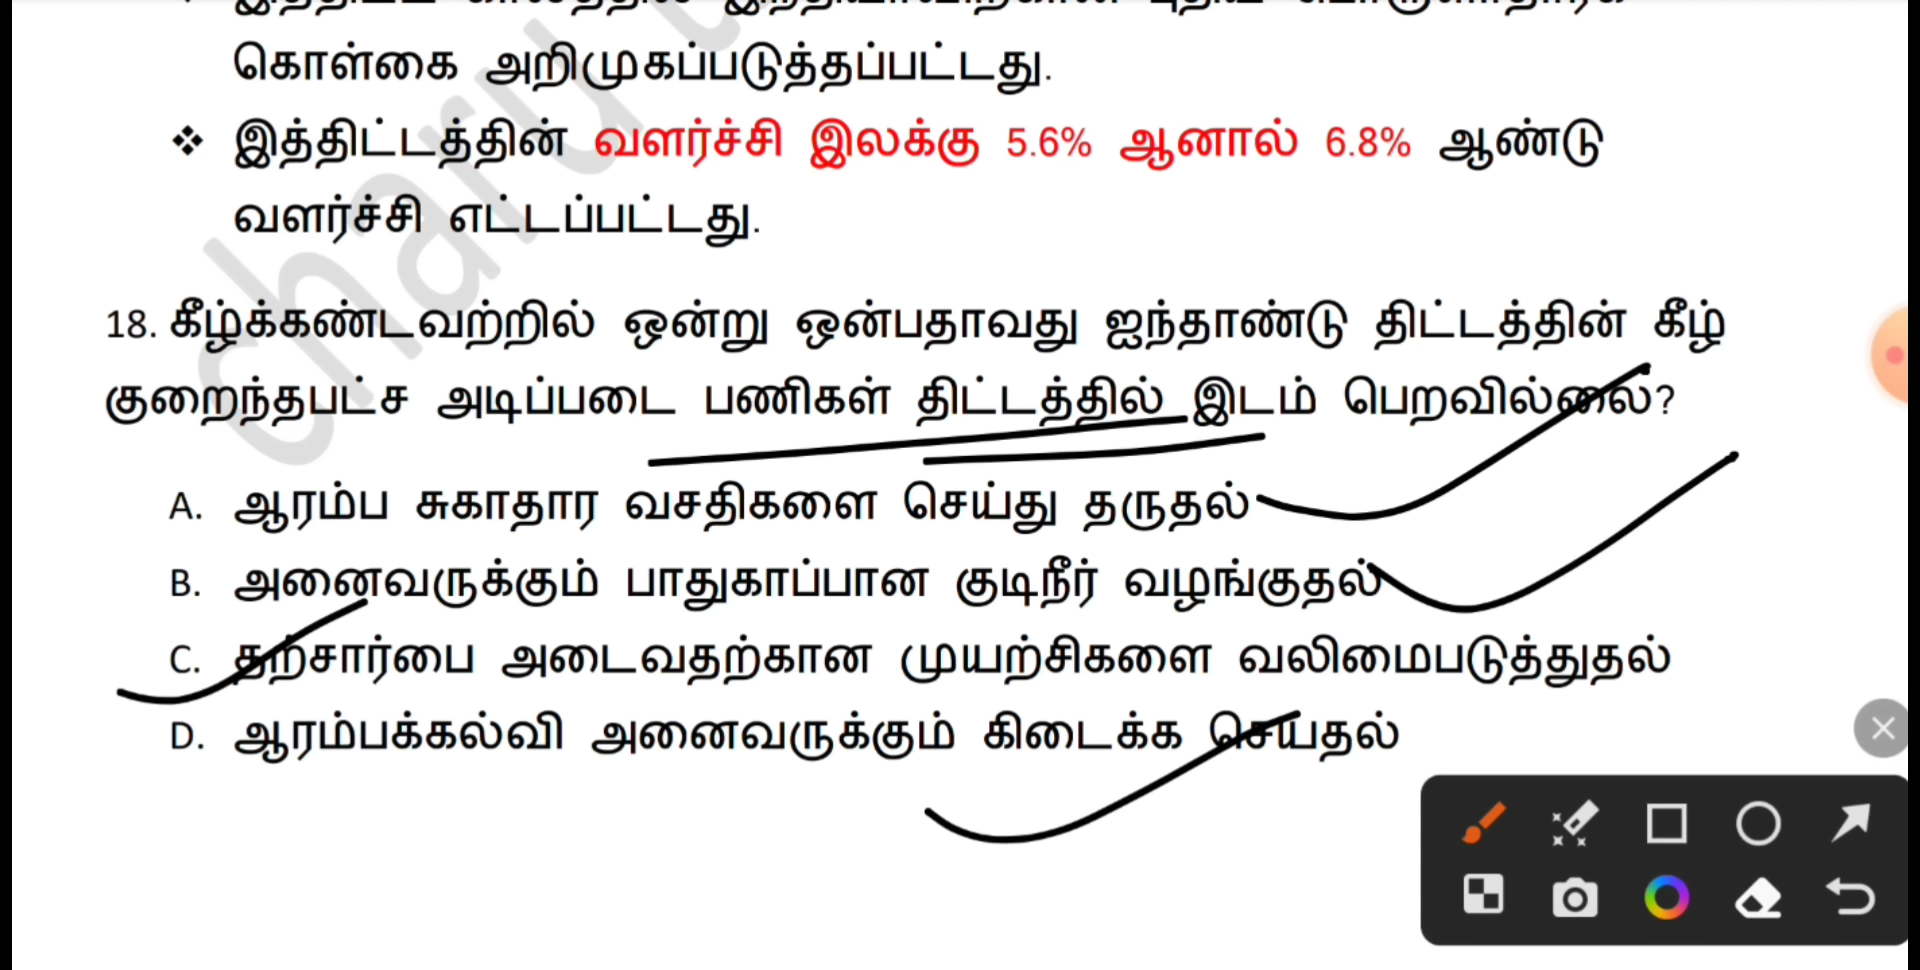 கொள்கை அறிமுகப்படுத்தப்பட்டது.
❖ இத்திட்டத்தின் வளர்ச்சி இலக்கு 5.6% ஆனால் 6.8% ஆண்டு
வளர்ச்சி எட்டப்பட்டது.
18. கீழ்க்கண்டவற்றில் ஒன்று ஒன்பதாவது ஐந்தாண்டு திட்டத்தின் கீழ்
குறைந்தபட்ச அடிப்படை பணிகள் திட்டத்தில் இடம் பெறவில்லை?
A. ஆரம்ப சுகாதார வசதிகளை செய்து தருதல்
B. அனைவருக்கும் பாதுகாப்பான குடிநீர் வழங்குதல்
C. தற்சார்பை அடைவதற்கான முயற்சிகளை வலிமைபடுத்துதல்
D. ஆரம்பக்கல்வி அனைவருக்கும் கிடைக்க செய்தல்